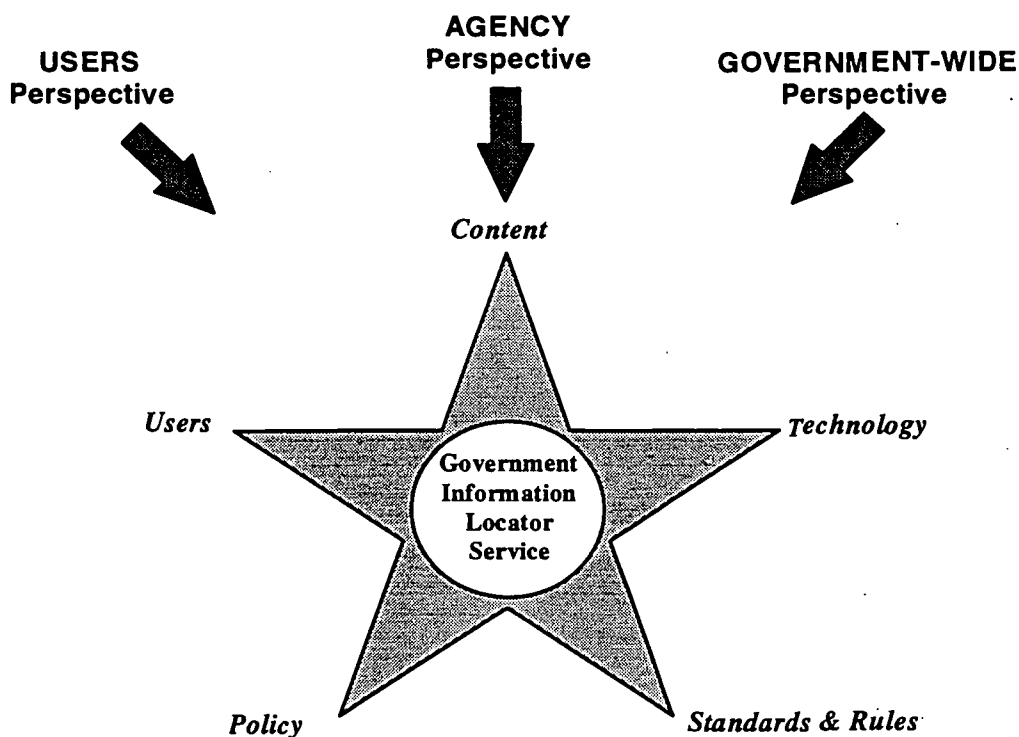 AGENCY
Perspective
USERS
Perspective
GOVERNMENT-WIDE
Perspective
Content
Users
Technology
Government
Information
Locator
Service
Policy
Standards & Rules